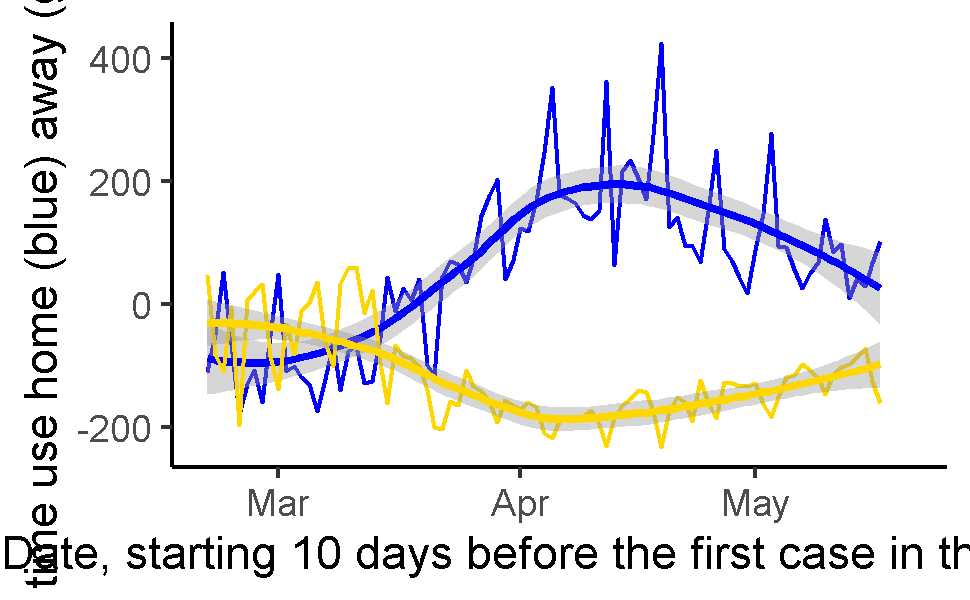 time use home (blue) away (
400
200
0
-200
Mar Apr May
Date, starting 10 days before the first case in th